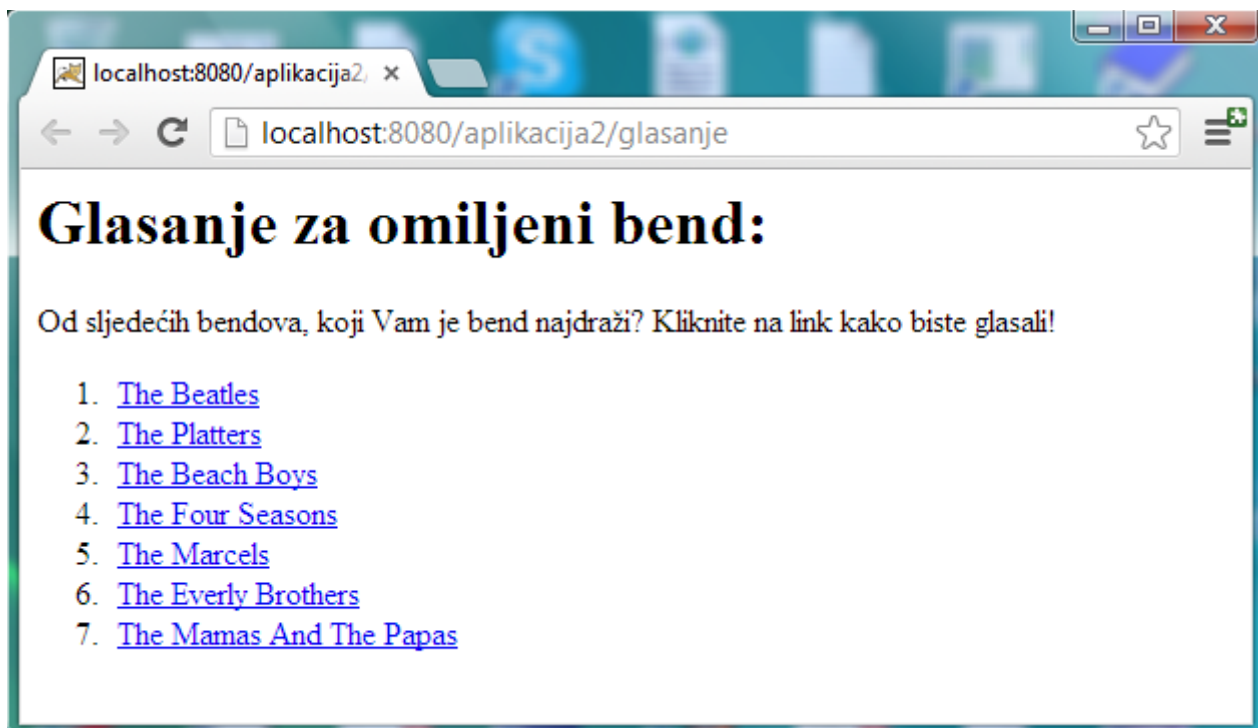 localhost:8080/aplikacija2/
localhost:8080/aplikacija2/glasanje
Glasanje za omiljeni bend:
Od sljedećih bendova, koji Vam je bend najdraži? Kliknite na link kako biste glasali!
1. The Beatles
2. The Platters
3. The Beach Boys
4. The Four Seasons
5. The Marcels
6. The Everly Brothers
7. The Mamas And The Papas